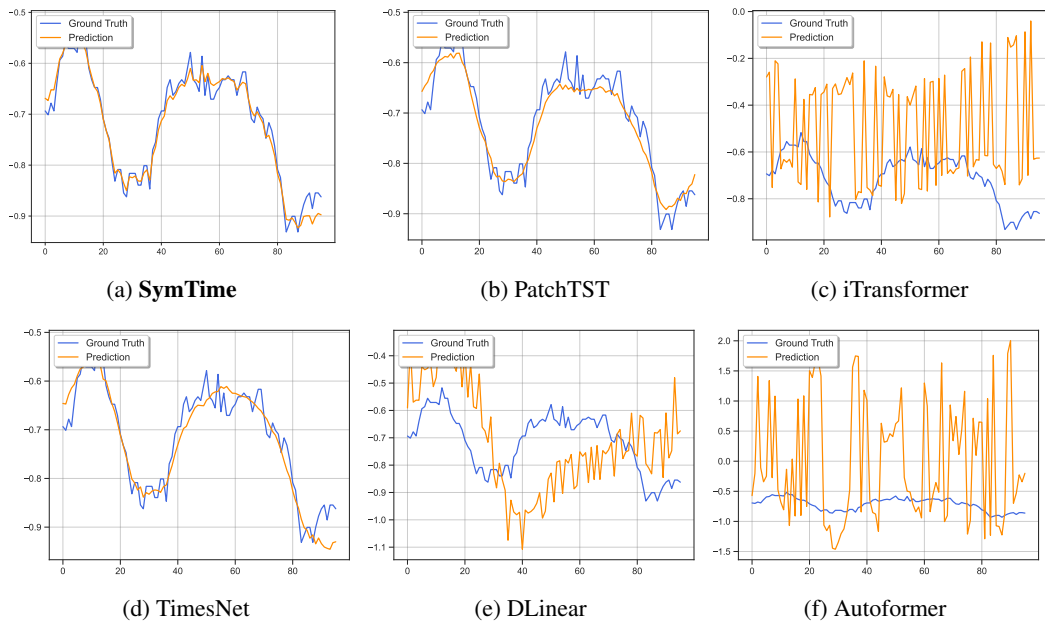 −0.5
−0.6
−0.7
−0.8
−0.9
0 20 40 60 80
Ground Truth
Prediction
(a) SymTime
−0.6
−0.7
−0.8
−0.9
0 20 40 60 80
Ground Truth
Prediction
(b) PatchTST
0.0
−0.2
−0.4
−0.6
−0.8
0 20 40 60 80
Ground Truth
Prediction
(c) iTransformer
−0.5
−0.6
−0.7
−0.8
−0.9
0 20 40 60 80
Ground Truth
Prediction
(d) TimesNet
−0.4
−0.5
−0.6
−0.7
−0.8
−0.9
−1.0
−1.1
0 20 40 60 80
Ground Truth
Prediction
(e) DLinear
2.0
1.5
1.0
0.5
0.0
−0.5
−1.0
−1.5
0 20 40 60 80
Ground Truth
Prediction
(f) Autoformer